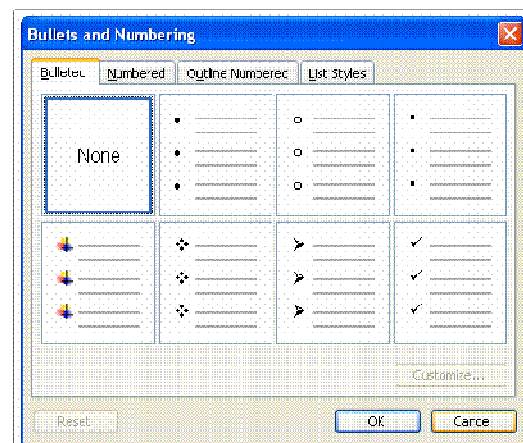 Bullets and Numbering
Bulleted Numbered Outline Numbered List Styles
None
Customize...
Reset OK Cancel